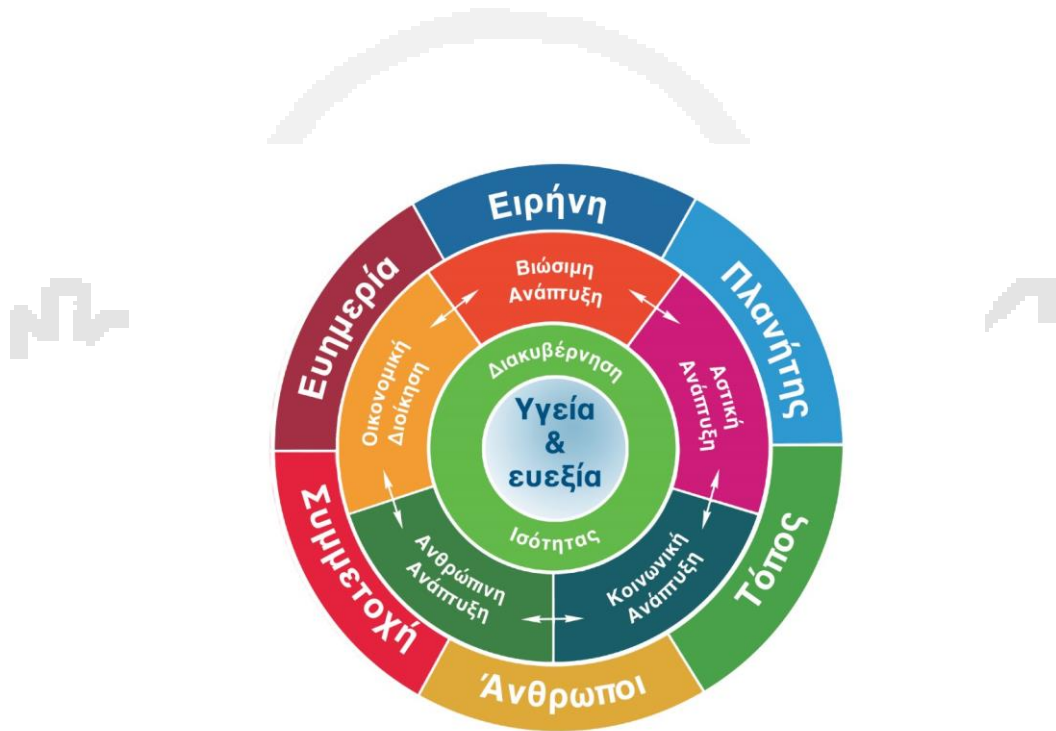 Ειρήνη
Πλανήτης
Τόπος
Άνθρωποι
Συμμετοχή
Ευημερία
Βιώσιμη
Ανάπτυξη
Αστική
Ανάπτυξη
Κοινωνική
Ανάπτυξη
Ανθρώπινη
Ανάπτυξη
Οικονομική
Διοίκηση
Διακυβέρνηση
Ισότητας
Υγεία
&
ευεξία